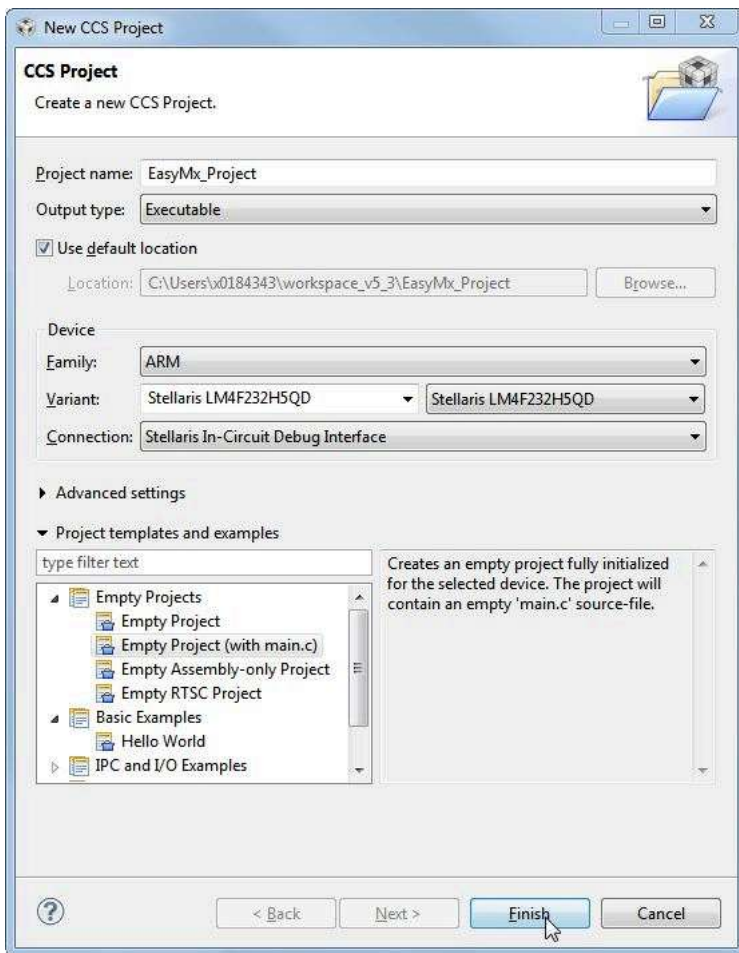 New CCS Project
CCS Project
Create a new CCS Project.
Project name: EasyMx_Project
Output type: Executable
Use default location
Location: C:\Users\x0184343\workspace_v5_3\EasyMx_Project Browse...
Device
Family: ARM
Variant: Stellaris LM4F232H5QD Stellaris LM4F232H5QD
Connection: Stellaris In-Circuit Debug Interface
Advanced settings
Project templates and examples
type filter text
Empty Projects
Empty Project
Empty Project (with main.c)
Empty Assembly-only Project
Empty RTSC Project
Basic Examples
Hello World
IPC and I/O Examples
Creates an empty project fully initialized
for the selected device. The project will
contain an empty 'main.c' source-file.
< Back Next > Finish Cancel